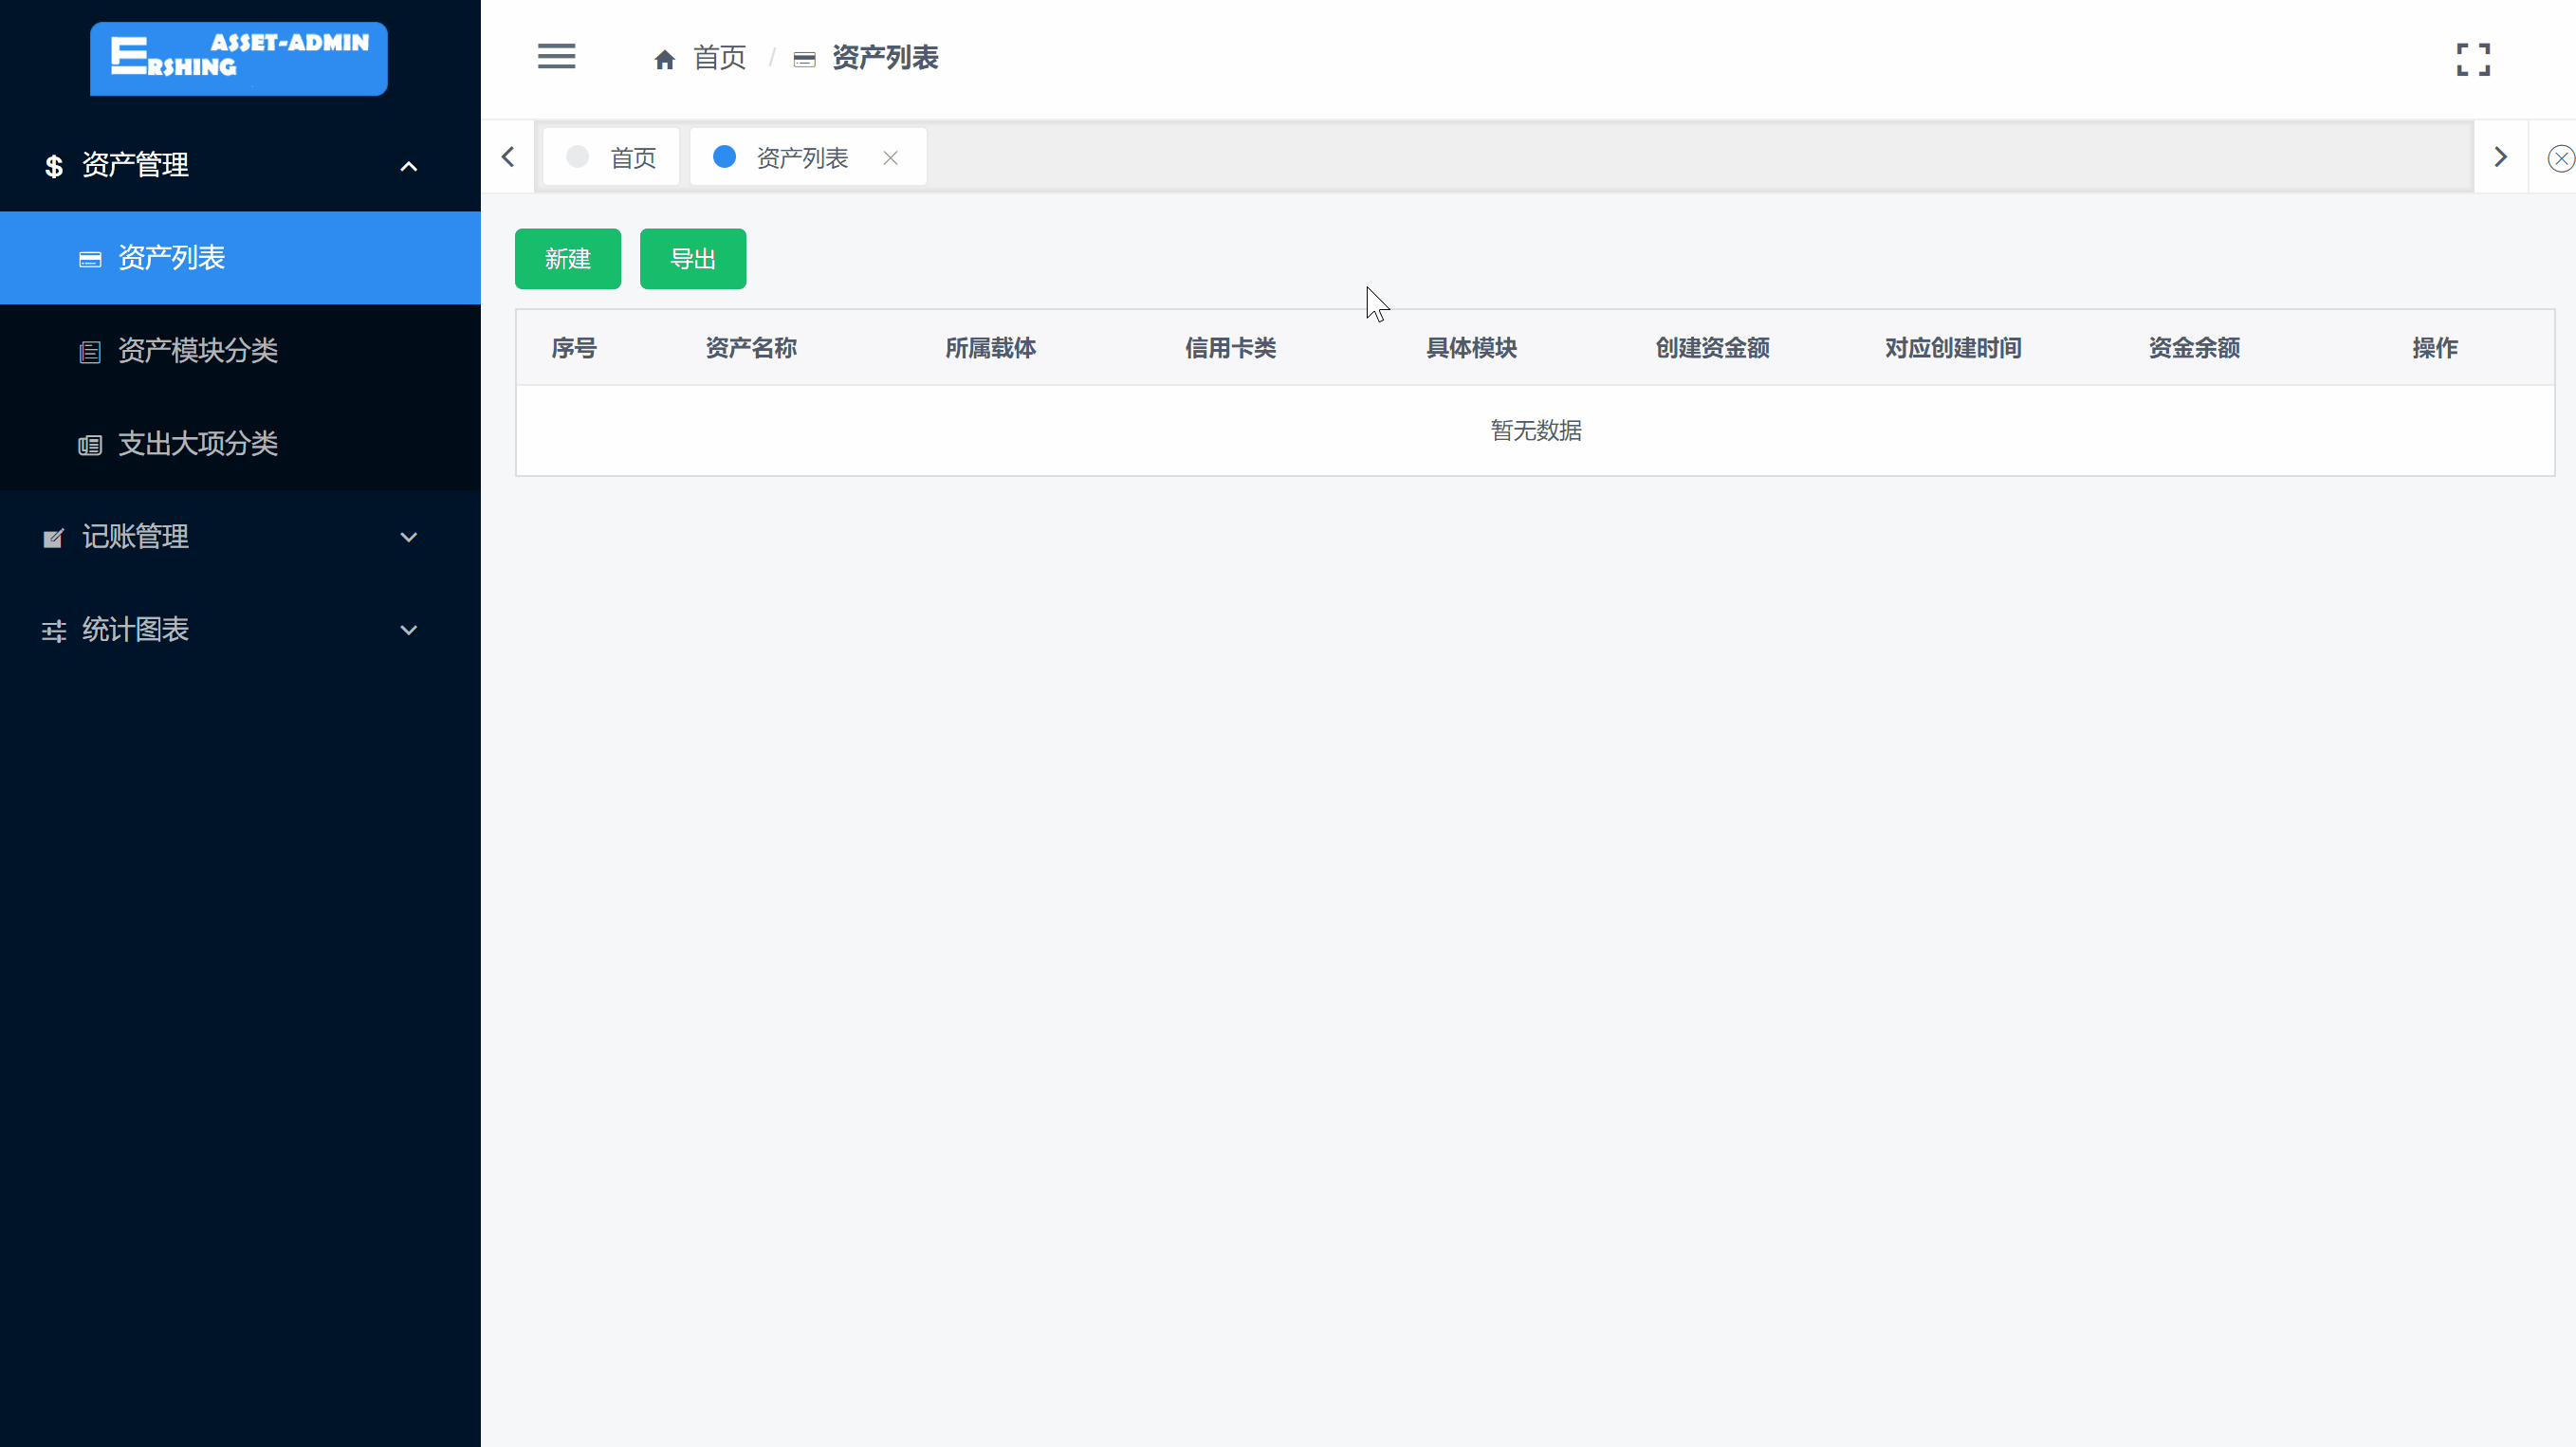 ASSET-ADMIN
ERSHING
首页 / 资产列表
资产管理
首页 资产列表
资产列表
新建 导出
资产模块分类
序号 资产名称 所属载体 信用卡类 具体模块 创建资金额 对应创建时间 资金余额 操作
暂无数据
支出大项分类
记账管理
统计图表